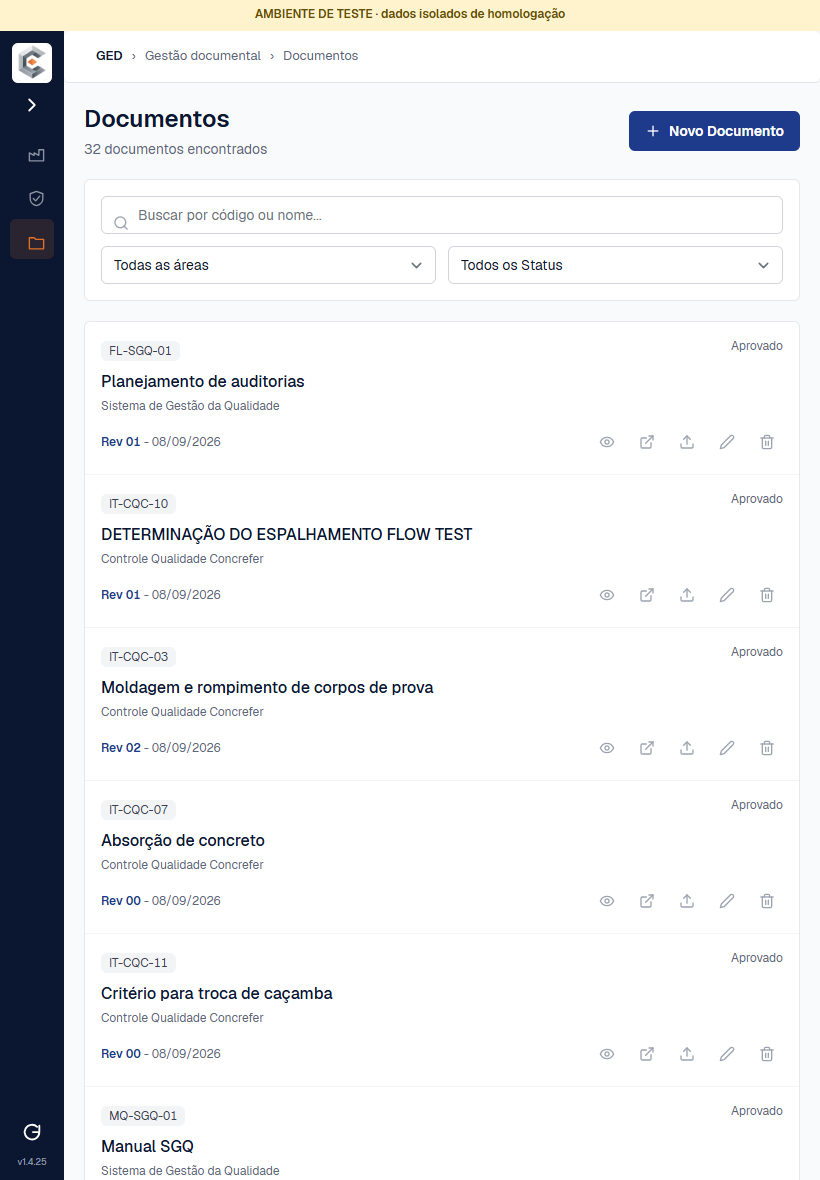 AMBIENTE DE TESTE · dados isolados de homologação
GED › Gestão documental › Documentos
Documentos
32 documentos encontrados
Novo Documento
Buscar por código ou nome...
Todas as áreas
Todos os Status
FL-SGQ-01
Aprovado
Planejamento de auditorias
Sistema de Gestão da Qualidade
Rev 01 - 08/09/2026
IT-CQC-10
Aprovado
DETERMINAÇÃO DO ESPALHAMENTO FLOW TEST
Controle Qualidade Concrefer
Rev 01 - 08/09/2026
IT-CQC-03
Aprovado
Moldagem e rompimento de corpos de prova
Controle Qualidade Concrefer
Rev 02 - 08/09/2026
IT-CQC-07
Aprovado
Absorção de concreto
Controle Qualidade Concrefer
Rev 00 - 08/09/2026
IT-CQC-11
Aprovado
Critério para troca de caçamba
Controle Qualidade Concrefer
Rev 00 - 08/09/2026
MQ-SGQ-01
Aprovado
Manual SGQ
Sistema de Gestão da Qualidade
v1.4.25